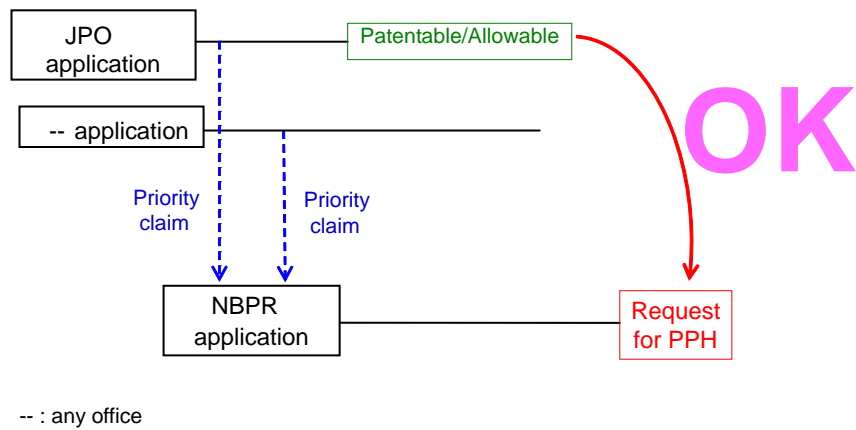 JPO
application
Patentable/Allowable
OK
-- application
Priority
claim
Priority
claim
NBPR
application
Request
for PPH
-- : any office